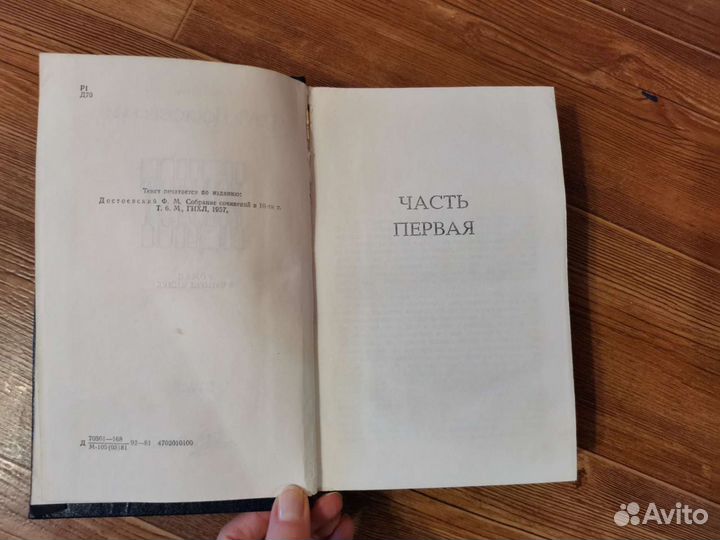 Р1
Д70
Текст печатается по изданию:
Достоевский Ф. М. Собрание сочинений в 10-ти т.
Т. 6. М., ГИХЛ, 1957,
Д 70301—168
М-105(03)81 92—81 4702010100
ЧАСТЬ
ПЕРВАЯ
Avito